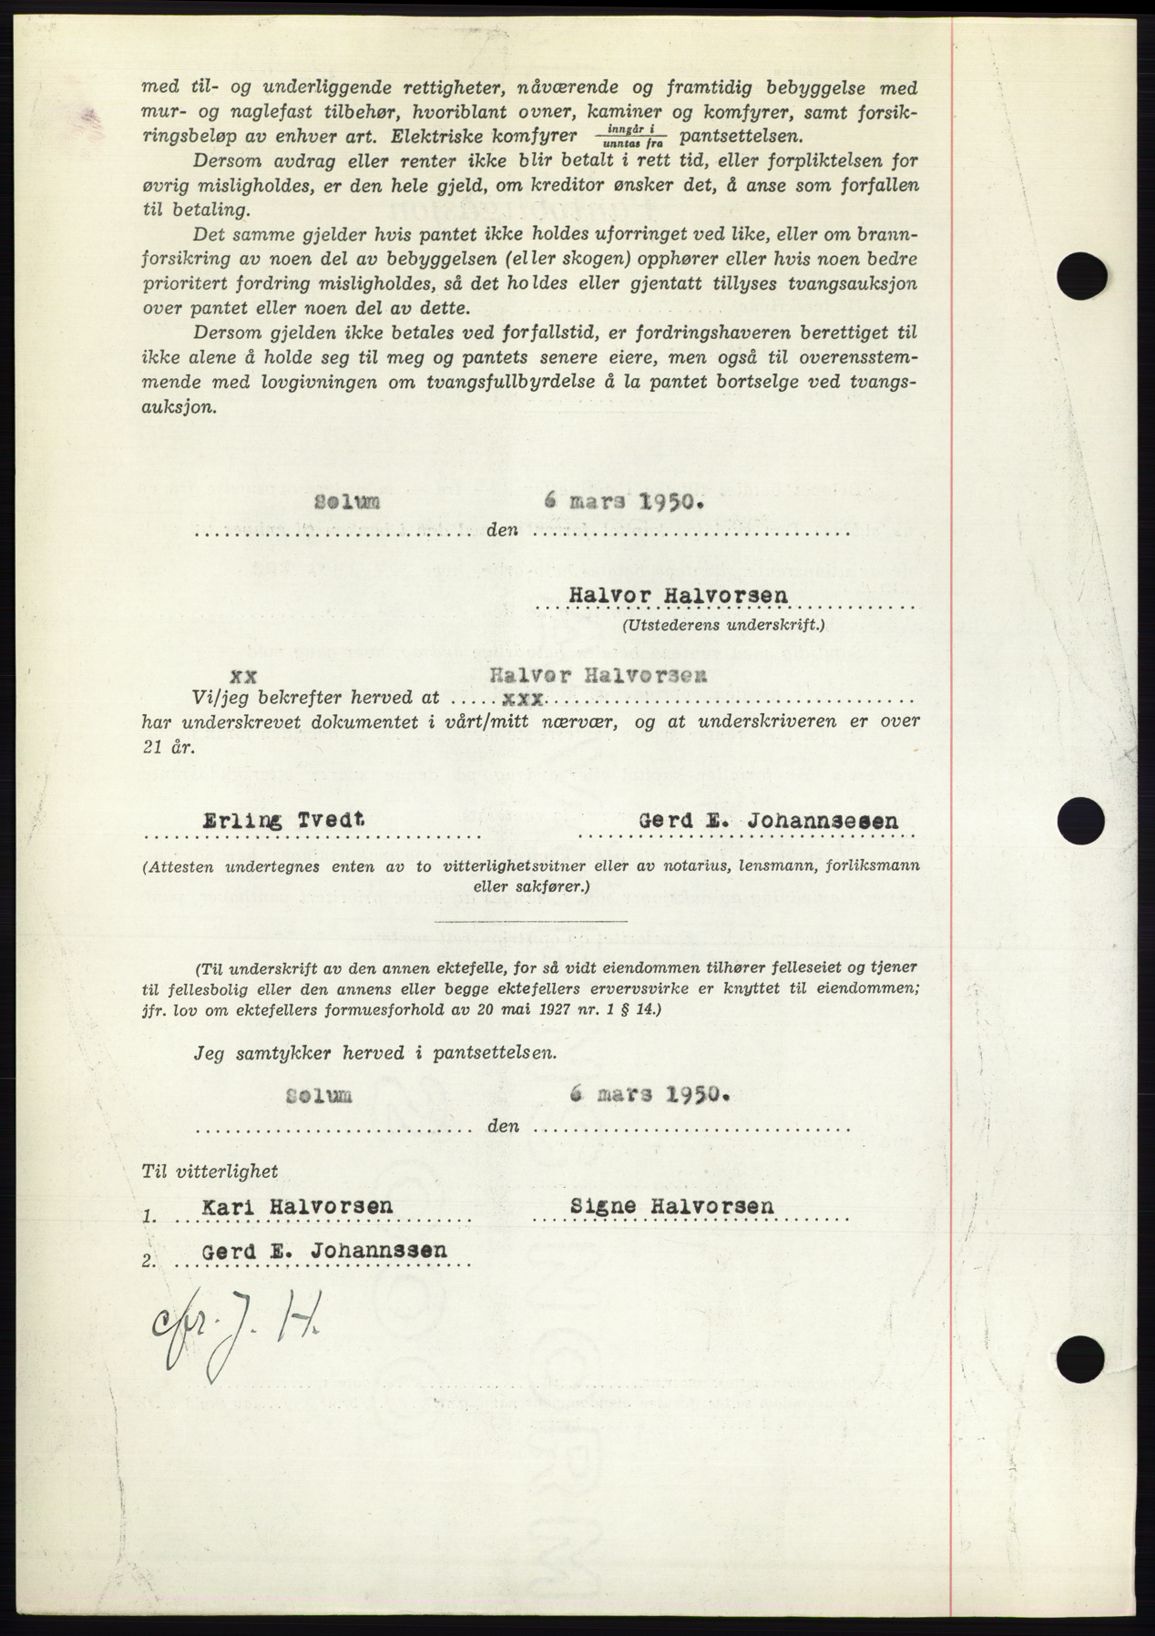 med til- og underliggende rettigheter, nåværende og framtidig bebyggelse med
mur- og naglefast tilbehør, hvoriblant ovner, kaminer og komfyrer, samt forsik-
ringsbeløp av enhver art. Elektriske komfyrer inngår i / unntas fra pantsettelsen.
Dersom avdrag eller renter ikke blir betalt i rett tid, eller forpliktelsen for
øvrig misligholdes, er den hele gjeld, om kreditor ønsker det, å anse som forfallen
til betaling.
Det samme gjelder hvis pantet ikke holdes uforringet ved like, eller om brann-
forsikring av noen del av bebyggelsen (eller skogen) opphører eller hvis noen bedre
prioritert fordring misligholdes, så det holdes eller gjentatt tillyses tvangsauksjon
over pantet eller noen del av dette.
Dersom gjelden ikke betales ved forfallstid, er fordringshaveren berettiget til
ikke alene å holde seg til meg og pantets senere eiere, men også til overensstem-
mende med lovgivningen om tvangsfullbyrdelse å la pantet bortselge ved tvangs-
auksjon.
Solum 6 mars 1950.
den
Halvor Halvorsen
(Utstederens underskrift.)
xx Halvor Halvorsen
Vi/jeg bekrefter herved at xxx
har underskrevet dokumentet i vårt/mitt nærvær, og at underskriveren er over
21 år.
Erling Tvedt Gerd E. Johannsesen
(Attesten undertegnes enten av to vitterlighetsvitner eller av notarius, lensmann, forliksmann
eller sakfører.)
(Til underskrift av den annen ektefelle, for så vidt eiendommen tilhører felleseiet og tjener
til fellesbolig eller den annens eller begge ektefellers ervervsvirke er knyttet til eiendommen;
jfr. lov om ektefellers formuesforhold av 20 mai 1927 nr. 1 § 14.)
Jeg samtykker herved i pantsettelsen.
Solum 6 mars 1950.
den
Til vitterlighet
1. Kari Halvorsen Signe Halvorsen
2. Gerd E. Johannssen
cfr. J. H.